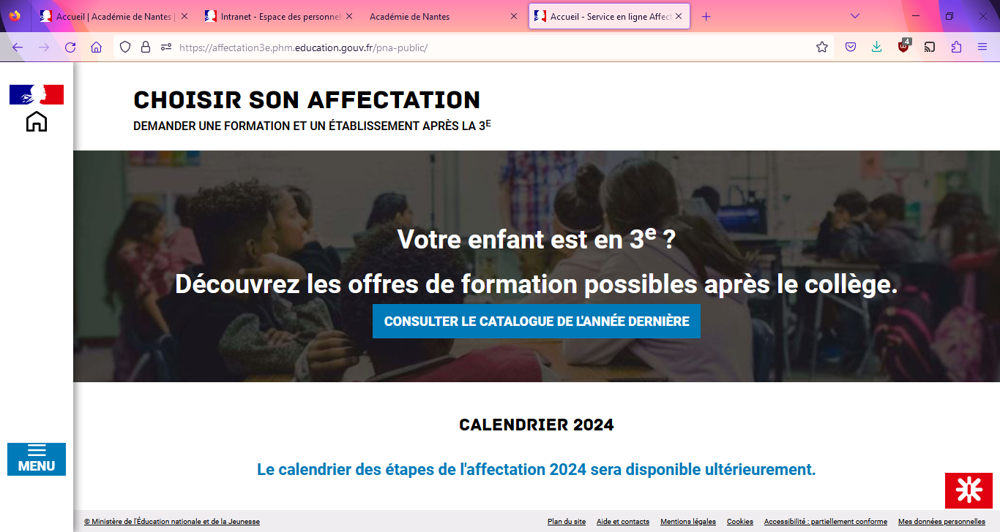 Accueil | Académie de Nantes |
Intranet - Espace des personnel
Académie de Nantes
Accueil - Service en ligne Affect
https://affectation3e.phm.education.gouv.fr/pna-public/
4
CHOISIR SON AFFECTATION
DEMANDER UNE FORMATION ET UN ÉTABLISSEMENT APRÈS LA 3E
Votre enfant est en 3e ?
Découvrez les offres de formation possibles après le collège.
CONSULTER LE CATALOGUE DE L'ANNÉE DERNIÈRE
CALENDRIER 2024
MENU
Le calendrier des étapes de l'affectation 2024 sera disponible ultérieurement.
© Ministère de l'Éducation nationale et de la Jeunesse
Plan du site
Aide et contacts
Mentions légales
Cookies
Accessibilité : partiellement conforme
Mes données personnelles